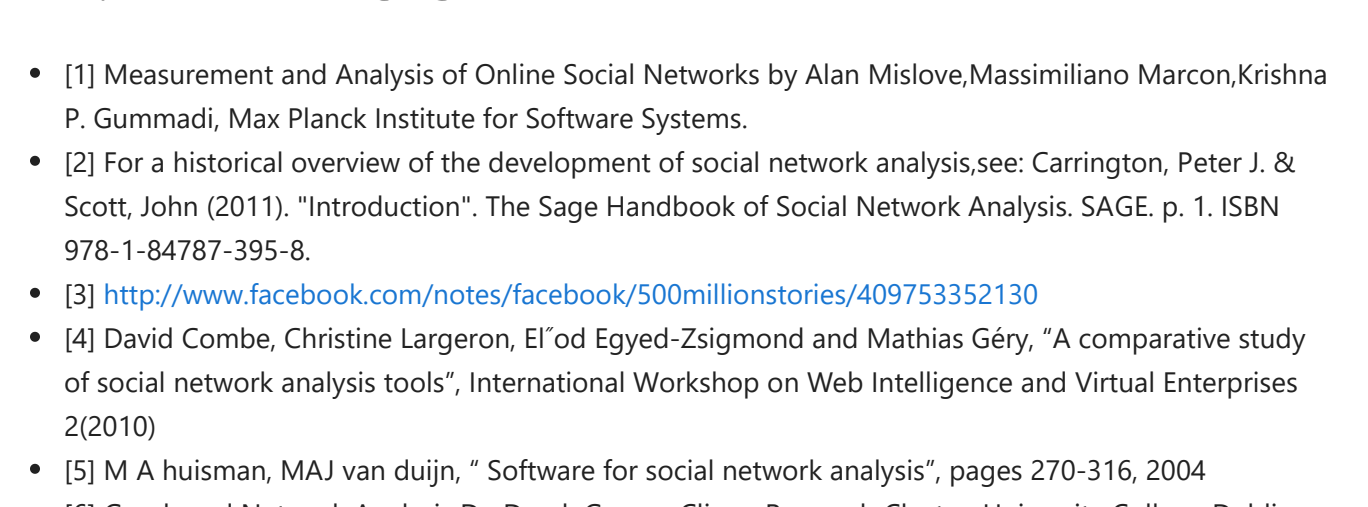 [1] Measurement and Analysis of Online Social Networks by Alan Mislove,Massimiliano Marcon,Krishna
P. Gummadi, Max Planck Institute for Software Systems.
[2] For a historical overview of the development of social network analysis,see: Carrington, Peter J. &
Scott, John (2011). "Introduction". The Sage Handbook of Social Network Analysis. SAGE. p. 1. ISBN
978-1-84787-395-8.
[3] http://www.facebook.com/notes/facebook/500millionstories/409753352130
[4] David Combe, Christine Largeron, El˝od Egyed-Zsigmond and Mathias Géry, “A comparative study
of social network analysis tools”, International Workshop on Web Intelligence and Virtual Enterprises
2(2010)
[5] M A huisman, MAJ van duijn, “ Software for social network analysis”, pages 270-316, 2004